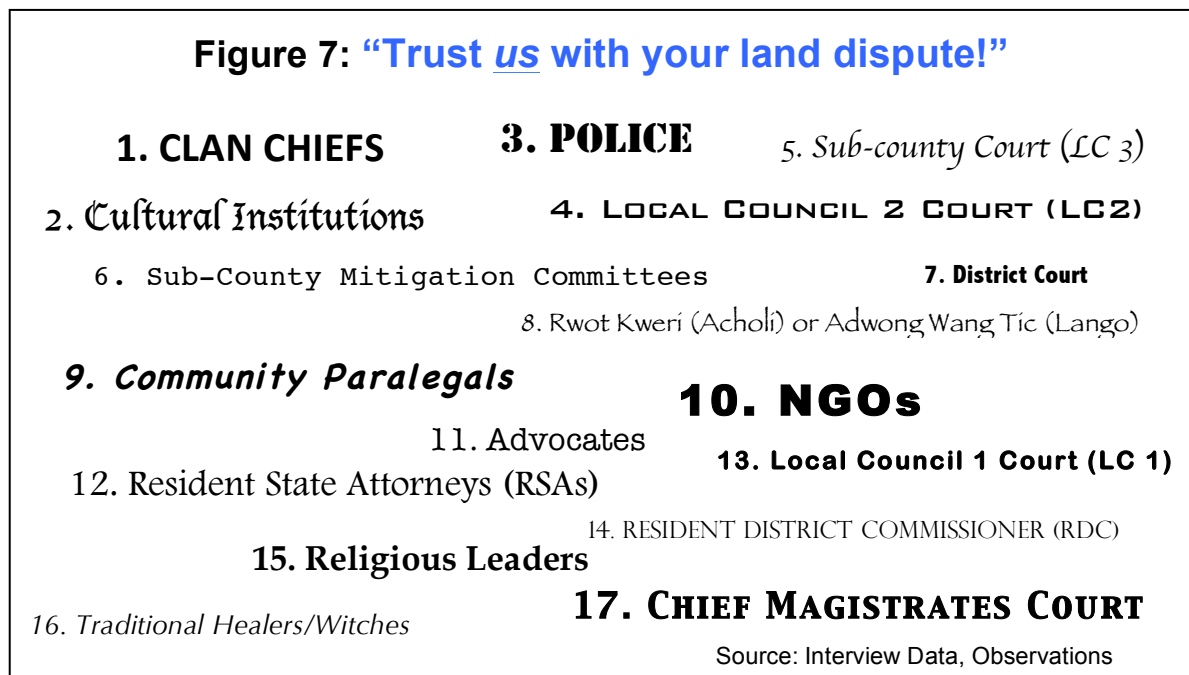 Figure 7: “Trust us with your land dispute!”
1. CLAN CHIEFS
3. POLICE
5. Sub-county Court (LC 3)
2. Cultural Institutions
4. LOCAL COUNCIL 2 COURT (LC2)
6. Sub-County Mitigation Committees
7. District Court
8. Rwot Kweri (Acholi) or Adwong Wang Tic (Lango)
9. Community Paralegals
10. NGOs
11. Advocates
13. Local Council 1 Court (LC 1)
12. Resident State Attorneys (RSAs)
14. RESIDENT DISTRICT COMMISSIONER (RDC)
15. Religious Leaders
17. CHIEF MAGISTRATES COURT
16. Traditional Healers/Witches
Source: Interview Data, Observations